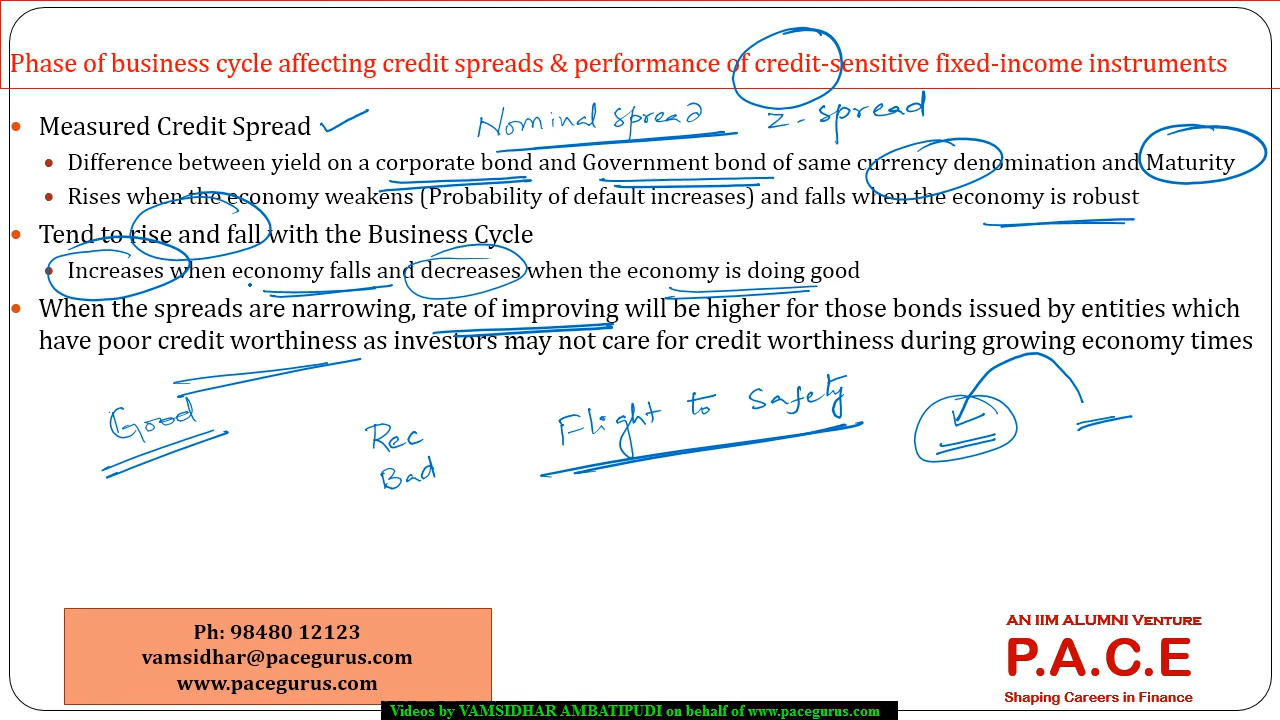 Phase of business cycle affecting credit spreads & performance of credit-sensitive fixed-income instruments
Nominal spread z-spread
Measured Credit Spread
Difference between yield on a corporate bond and Government bond of same currency denomination and Maturity
Rises when the economy weakens (Probability of default increases) and falls when the economy is robust
Tend to rise and fall with the Business Cycle
Increases when economy falls and decreases when the economy is doing good
When the spreads are narrowing, rate of improving will be higher for those bonds issued by entities which
have poor credit worthiness as investors may not care for credit worthiness during growing economy times
Good
Rec
Bad
Flight to Safety
Ph: 98480 12123
vamsidhar@pacegurus.com
www.pacegurus.com
AN IIM ALUMNI VENTURE
P.A.C.E
Shaping Careers in Finance
Videos by VAMSIDHAR AMBATIPUDI on behalf of www.pacegurus.com